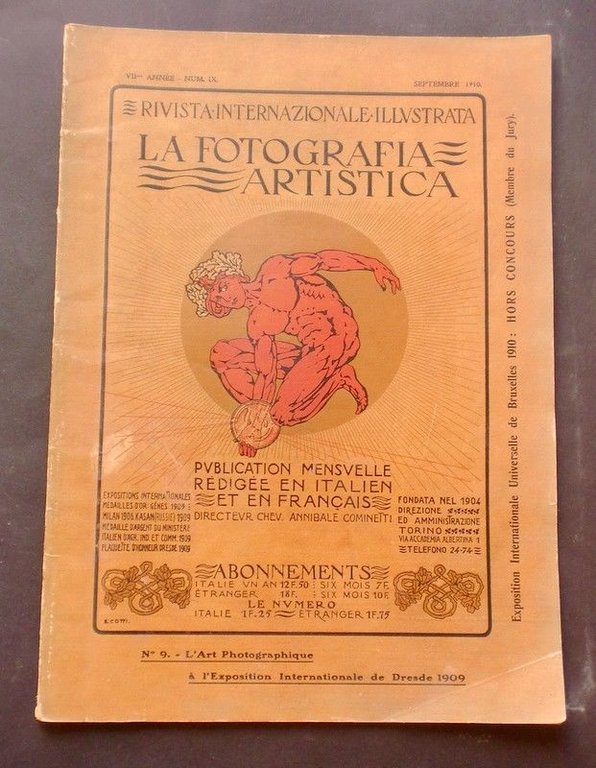 VIIme ANNÉE - NUM. IX.
SEPTEMBRE 1910.
RIVISTA·INTERNAZIONALE·ILLVSTRATA
LA FOTOGRAFIA
ARTISTICA
PVBLICATION MENSVELLE
RÉDIGÉE EN ITALIEN
ET EN FRANÇAIS
DIRECTEVR CHEV. ANNIBALE COMINETTI
EXPOSITIONS INTERNATIONALES
MEDAILLES D'OR: GÊNES 1909
MILAN 1906. KASAN (RUSSIE) 1909
MEDAILLE D'ARGENT DU MINISTÈRE
ITALIEN D'AGR. IND. ET COMM. 1909
PLAQUETTE D'HONNEUR DRESDE 1909
FONDATA NEL 1904
DIREZIONE
ED AMMINISTRAZIONE
TORINO
VIA ACCADEMIA ALBERTINA 1
TELEFONO 24-74
ABONNEMENTS
ITALIE VN AN 12F.50 : SIX MOIS 7F.
ÉTRANGER 18F. : SIX MOIS 10F.
LE NVMERO
ITALIE 1F.25 ÉTRANGER 1F.75
N° 9. - L'Art Photographique
à l'Exposition Internationale de Dresde 1909
Exposition Internationale Universelle de Bruxelles 1910: HORS CONCOURS (Membre du Jury).